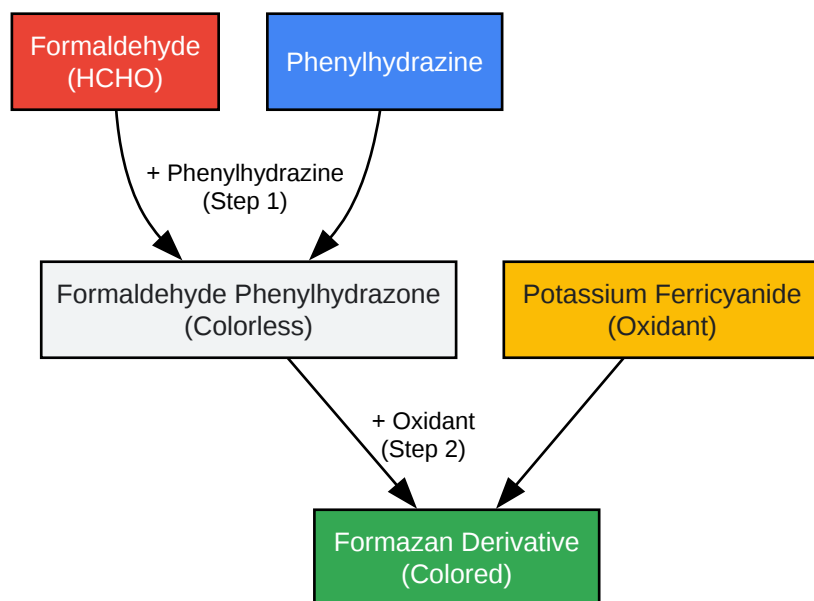 Formaldehyde
(HCHO)
Phenylhydrazine
+ Phenylhydrazine
(Step 1)
Formaldehyde Phenylhydrazone
(Colorless)
Potassium Ferricyanide
(Oxidant)
+ Oxidant
(Step 2)
Formazan Derivative
(Colored)